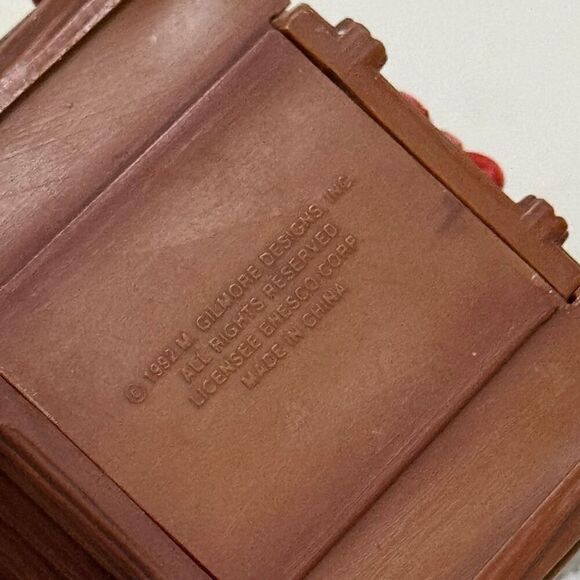 © 1992 M. GILMORE DESIGNS, INC
ALL RIGHTS RESERVED
LICENSEE ENESCO CORP
MADE IN CHINA